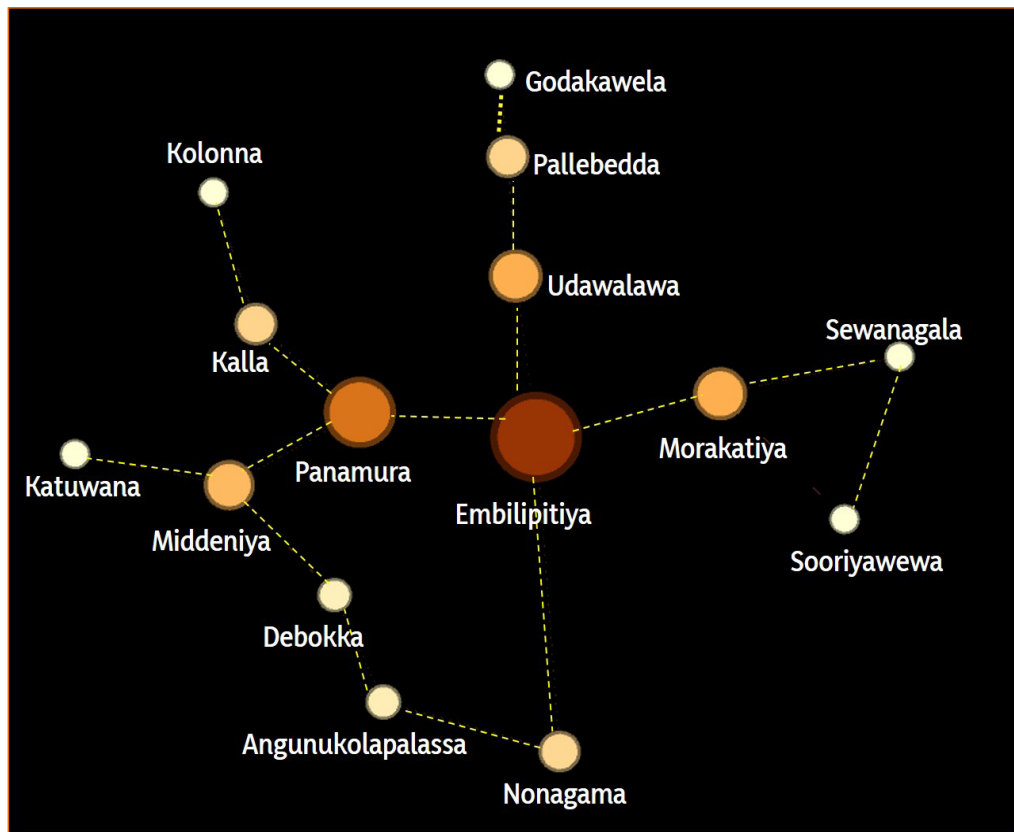 Godakawela
Kolonna
Pallebedda
Udawalawa
Sewanagala
Kalla
Morakatiya
Panamura
Katuwana
Embilipitiya
Middeniya
Sooriyawewa
Debokka
Angunukolapalassa
Nonagama